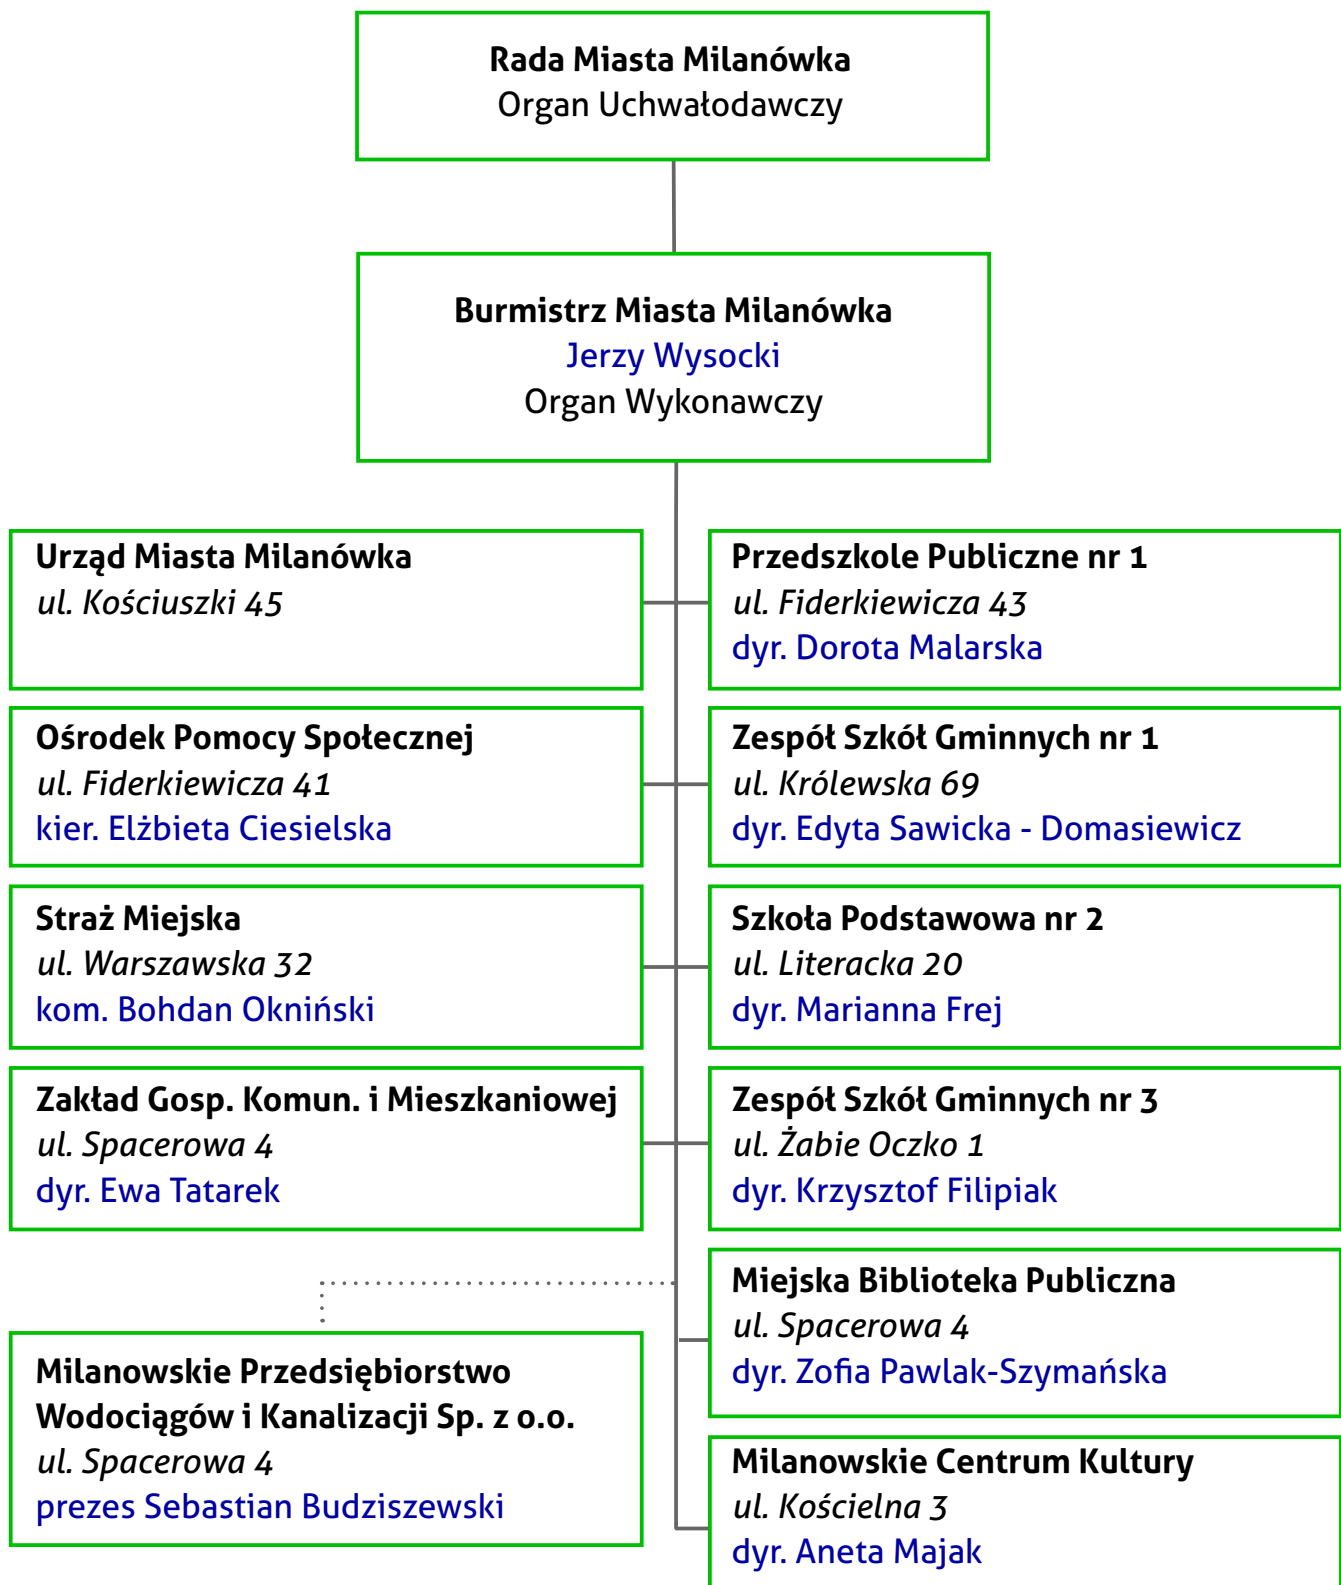 Rada Miasta Milanówka
Organ Uchwałodawczy
Burmistrz Miasta Milanówka
Jerzy Wysocki
Organ Wykonawczy
Urząd Miasta Milanówka
ul. Kościuszki 45
Ośrodek Pomocy Społecznej
ul. Fiderkiewicza 41
kier. Elżbieta Ciesielska
Straż Miejska
ul. Warszawska 32
kom. Bohdan Okniński
Zakład Gosp. Komun. i Mieszkaniowej
ul. Spacerowa 4
dyr. Ewa Tatarek
Milanowskie Przedsiębiorstwo
Wodociągów i Kanalizacji Sp. z o.o.
ul. Spacerowa 4
prezes Sebastian Budziszewski
Przedszkole Publiczne nr 1
ul. Fiderkiewicza 43
dyr. Dorota Malarska
Zespół Szkół Gminnych nr 1
ul. Królewska 69
dyr. Edyta Sawicka - Domasiewicz
Szkoła Podstawowa nr 2
ul. Literacka 20
dyr. Marianna Frej
Zespół Szkół Gminnych nr 3
ul. Żabie Oczko 1
dyr. Krzysztof Filipiak
Miejska Biblioteka Publiczna
ul. Spacerowa 4
dyr. Zofia Pawlak-Szymańska
Milanowskie Centrum Kultury
ul. Kościelna 3
dyr. Aneta Majak